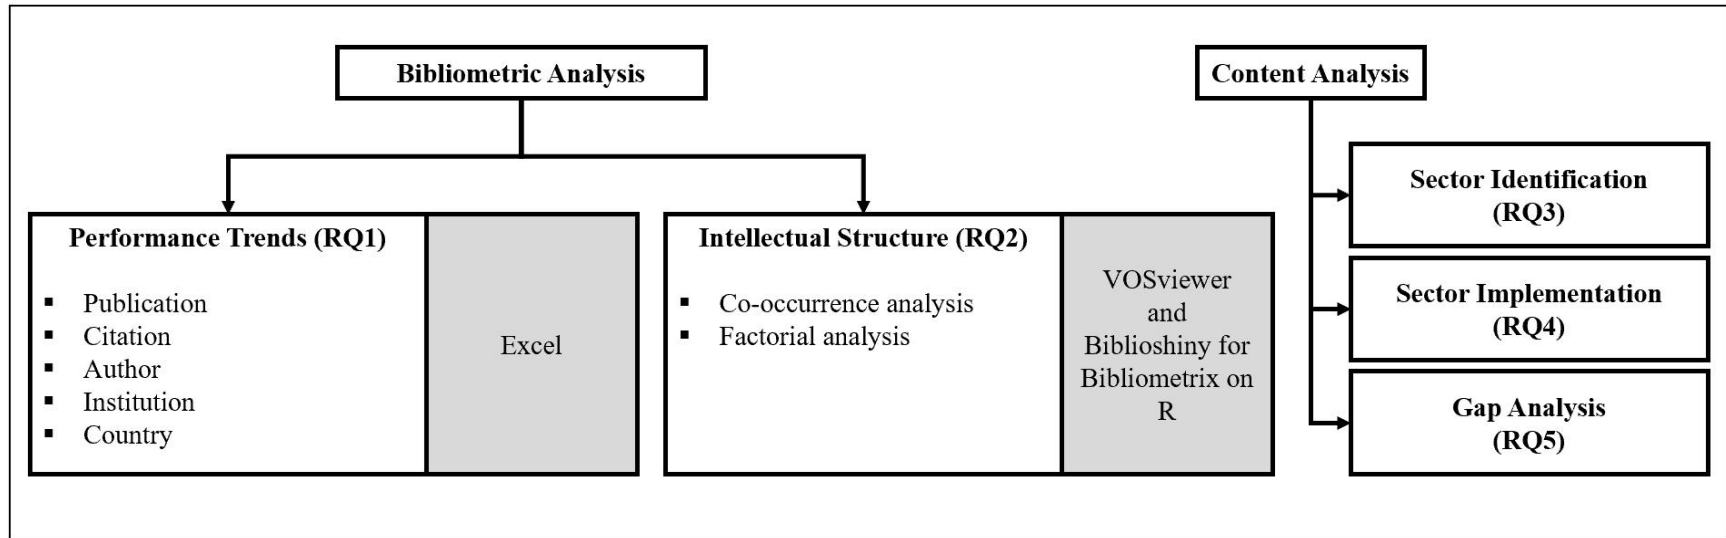 Bibliometric Analysis
Performance Trends (RQ1)
▪ Publication
▪ Citation
▪ Author
▪ Institution
▪ Country
Excel
Intellectual Structure (RQ2)
▪ Co-occurrence analysis
▪ Factorial analysis
VOSviewer
and
Biblioshiny for
Bibliometrix on
R
Content Analysis
Sector Identification
(RQ3)
Sector Implementation
(RQ4)
Gap Analysis
(RQ5)